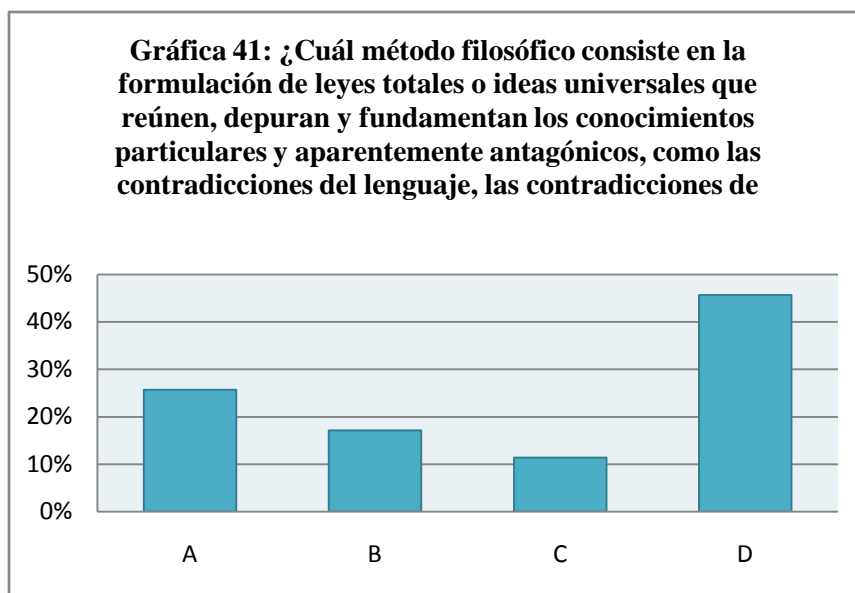 Gráfica 41: ¿Cuál método filosófico consiste en la
formulación de leyes totales o ideas universales que
reúnen, depuran y fundamentan los conocimientos
particulares y aparentemente antagónicos, como las
contradicciones del lenguaje, las contradicciones de
50%
40%
30%
20%
10%
0%
A B C D